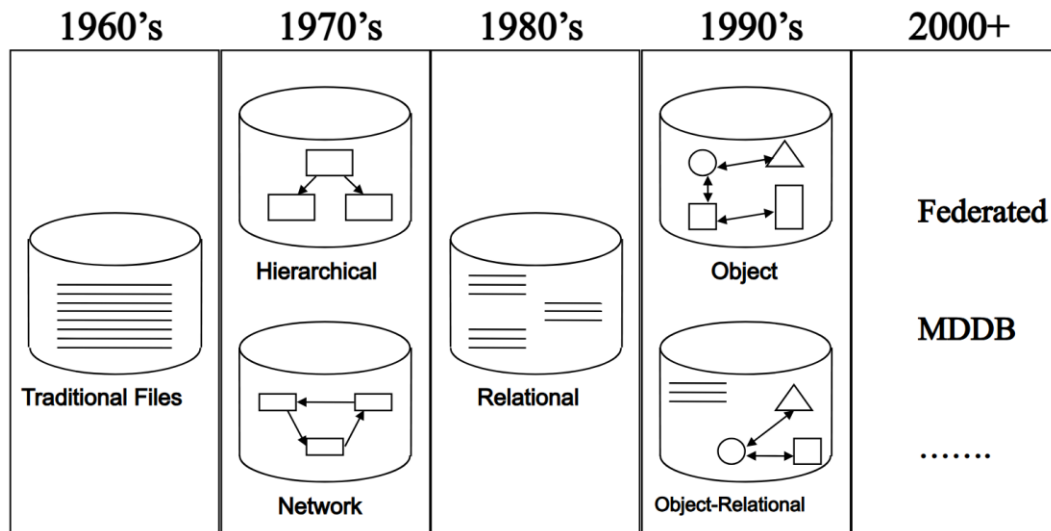 1960's
1970's
1980's
1990's
2000+
Traditional Files
Hierarchical
Network
Relational
Object
Object-Relational
Federated
MDDB
.......